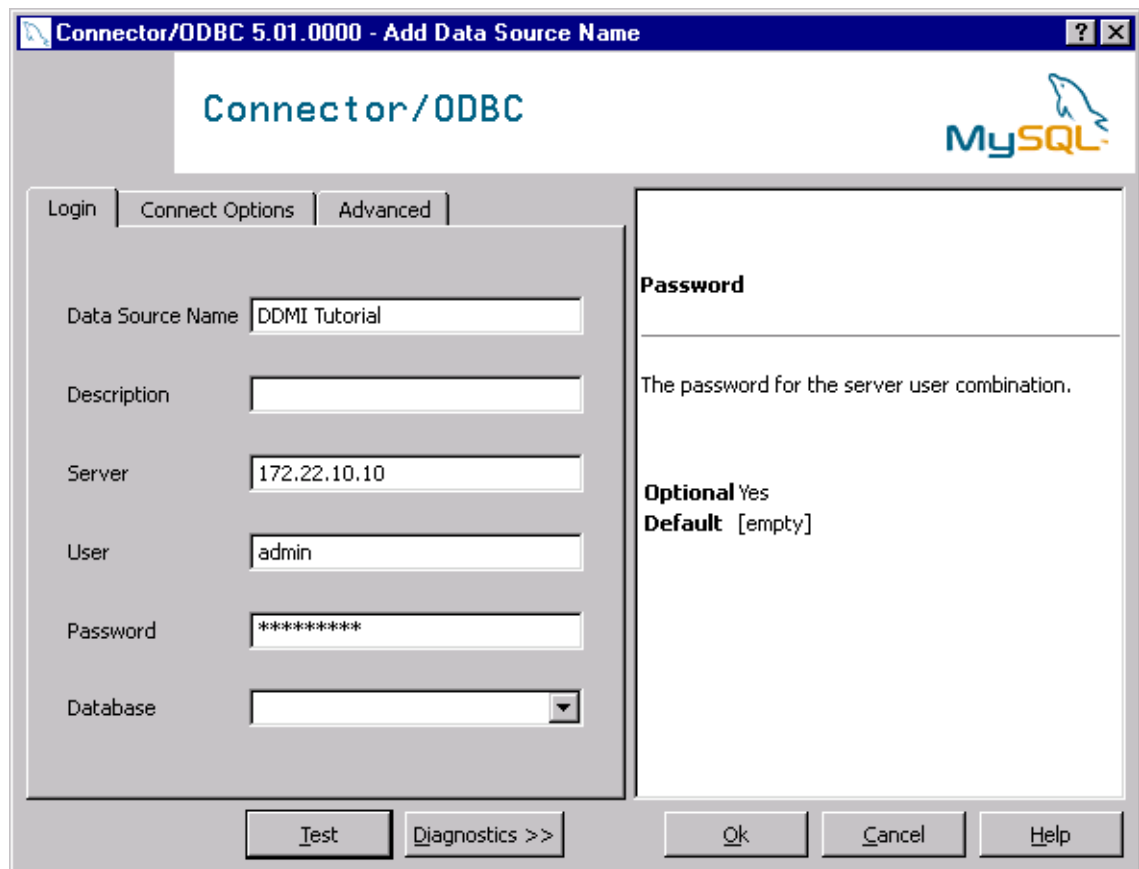 Connector/ODBC 5.01.0000 - Add Data Source Name
Connector/ODBC
MySQL
Login
Connect Options
Advanced
Data Source Name
DDMI Tutorial
Description
Server
172.22.10.10
User
admin
Password
*********
Database
Password
The password for the server user combination.
Optional Yes
Default [empty]
Test
Diagnostics >>
Ok
Cancel
Help